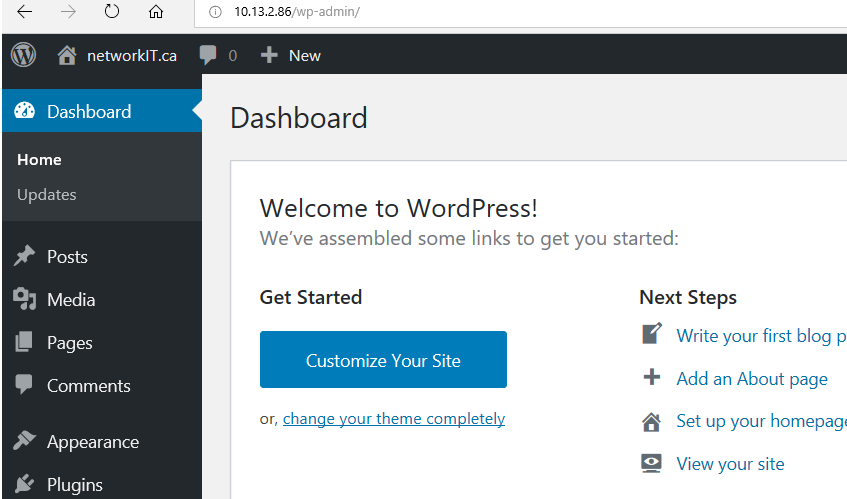 10.13.2.86/wp-admin/
networkIT.ca 0 New
Dashboard
Home
Updates
Posts
Media
Pages
Comments
Appearance
Plugins
Dashboard
Welcome to WordPress!
We've assembled some links to get you started:
Get Started
Customize Your Site
or, change your theme completely
Next Steps
Write your first blog p
Add an About page
Set up your homepage
View your site